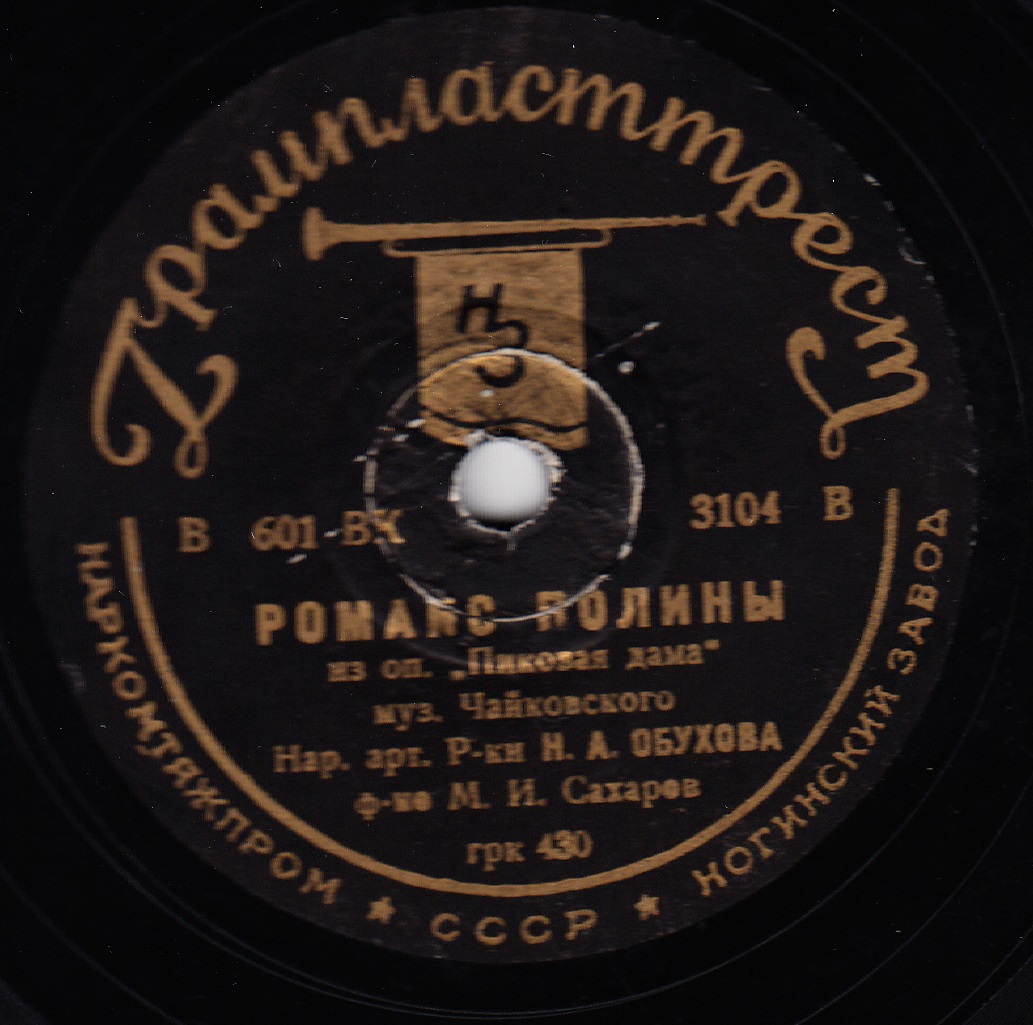 Грампласттрест
НЗ
В 601-ВК 3104 В
РОМАНС ПОЛИНЫ
из оп. „Пиковая дама"
муз. Чайковского
Нар. арт. Р-ки Н. А. ОБУХОВА
ф-но М. И. Сахаров
грк 430
НАРКОМТЯЖПРОМ ★ СССР ★ НОГИНСКИЙ ЗАВОД